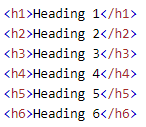 <h1>Heading 1</h1>
<h2>Heading 2</h2>
<h3>Heading 3</h3>
<h4>Heading 4</h4>
<h5>Heading 5</h5>
<h6>Heading 6</h6>